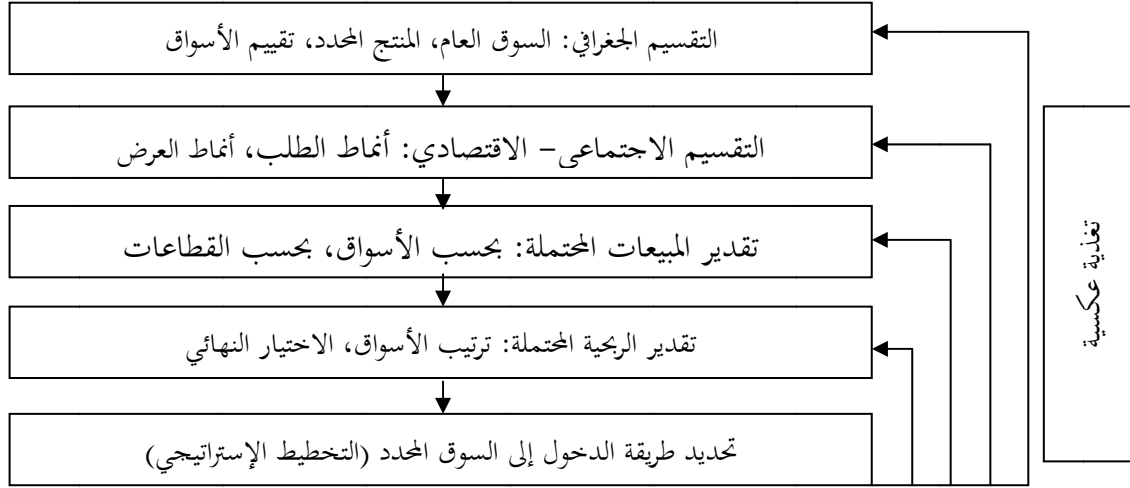 التقسيم الجغرافي: السوق العام، المنتج المحدد، تقييم الأسواق
التقسيم الاجتماعي– الاقتصادي: أنماط الطلب، أنماط العرض
تقدير المبيعات المحتملة: بحسب الأسواق، بحسب القطاعات
تقدير الربحية المحتملة: ترتيب الأسواق، الاختيار النهائي
تحديد طريقة الدخول إلى السوق المحدد (التخطيط الإستراتيجي)
تغذية عكسية